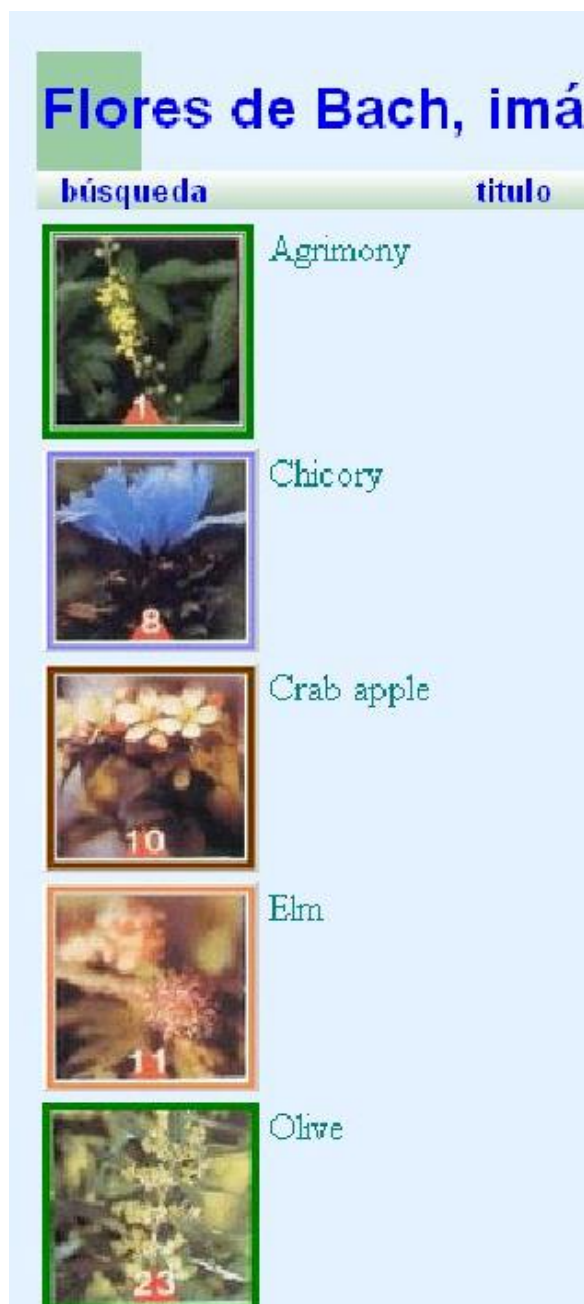 Flores de Bach, imá
búsqueda titulo
Agrimony
1
Chicory
8
Crab apple
10
Elm
11
Olive
23